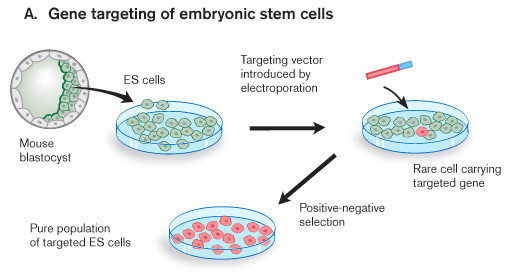 A. Gene targeting of embryonic stem cells
ES cells
Targeting vector
introduced by
electroporation
Mouse
blastocyst
Rare cell carrying
targeted gene
Positive-negative
selection
Pure population
of targeted ES cells